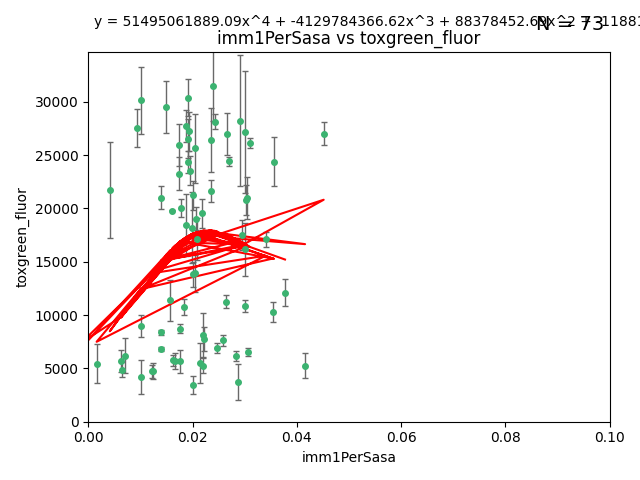 y = 51495061889.09x^4 + -4129784366.62x^3 + 88378452.
N = 73
imm1PerSasa vs toxgreen_fluor
toxgreen_fluor
30000
25000
20000
15000
10000
5000
0
0.00 0.02 0.04 0.06 0.08 0.10
imm1PerSasa